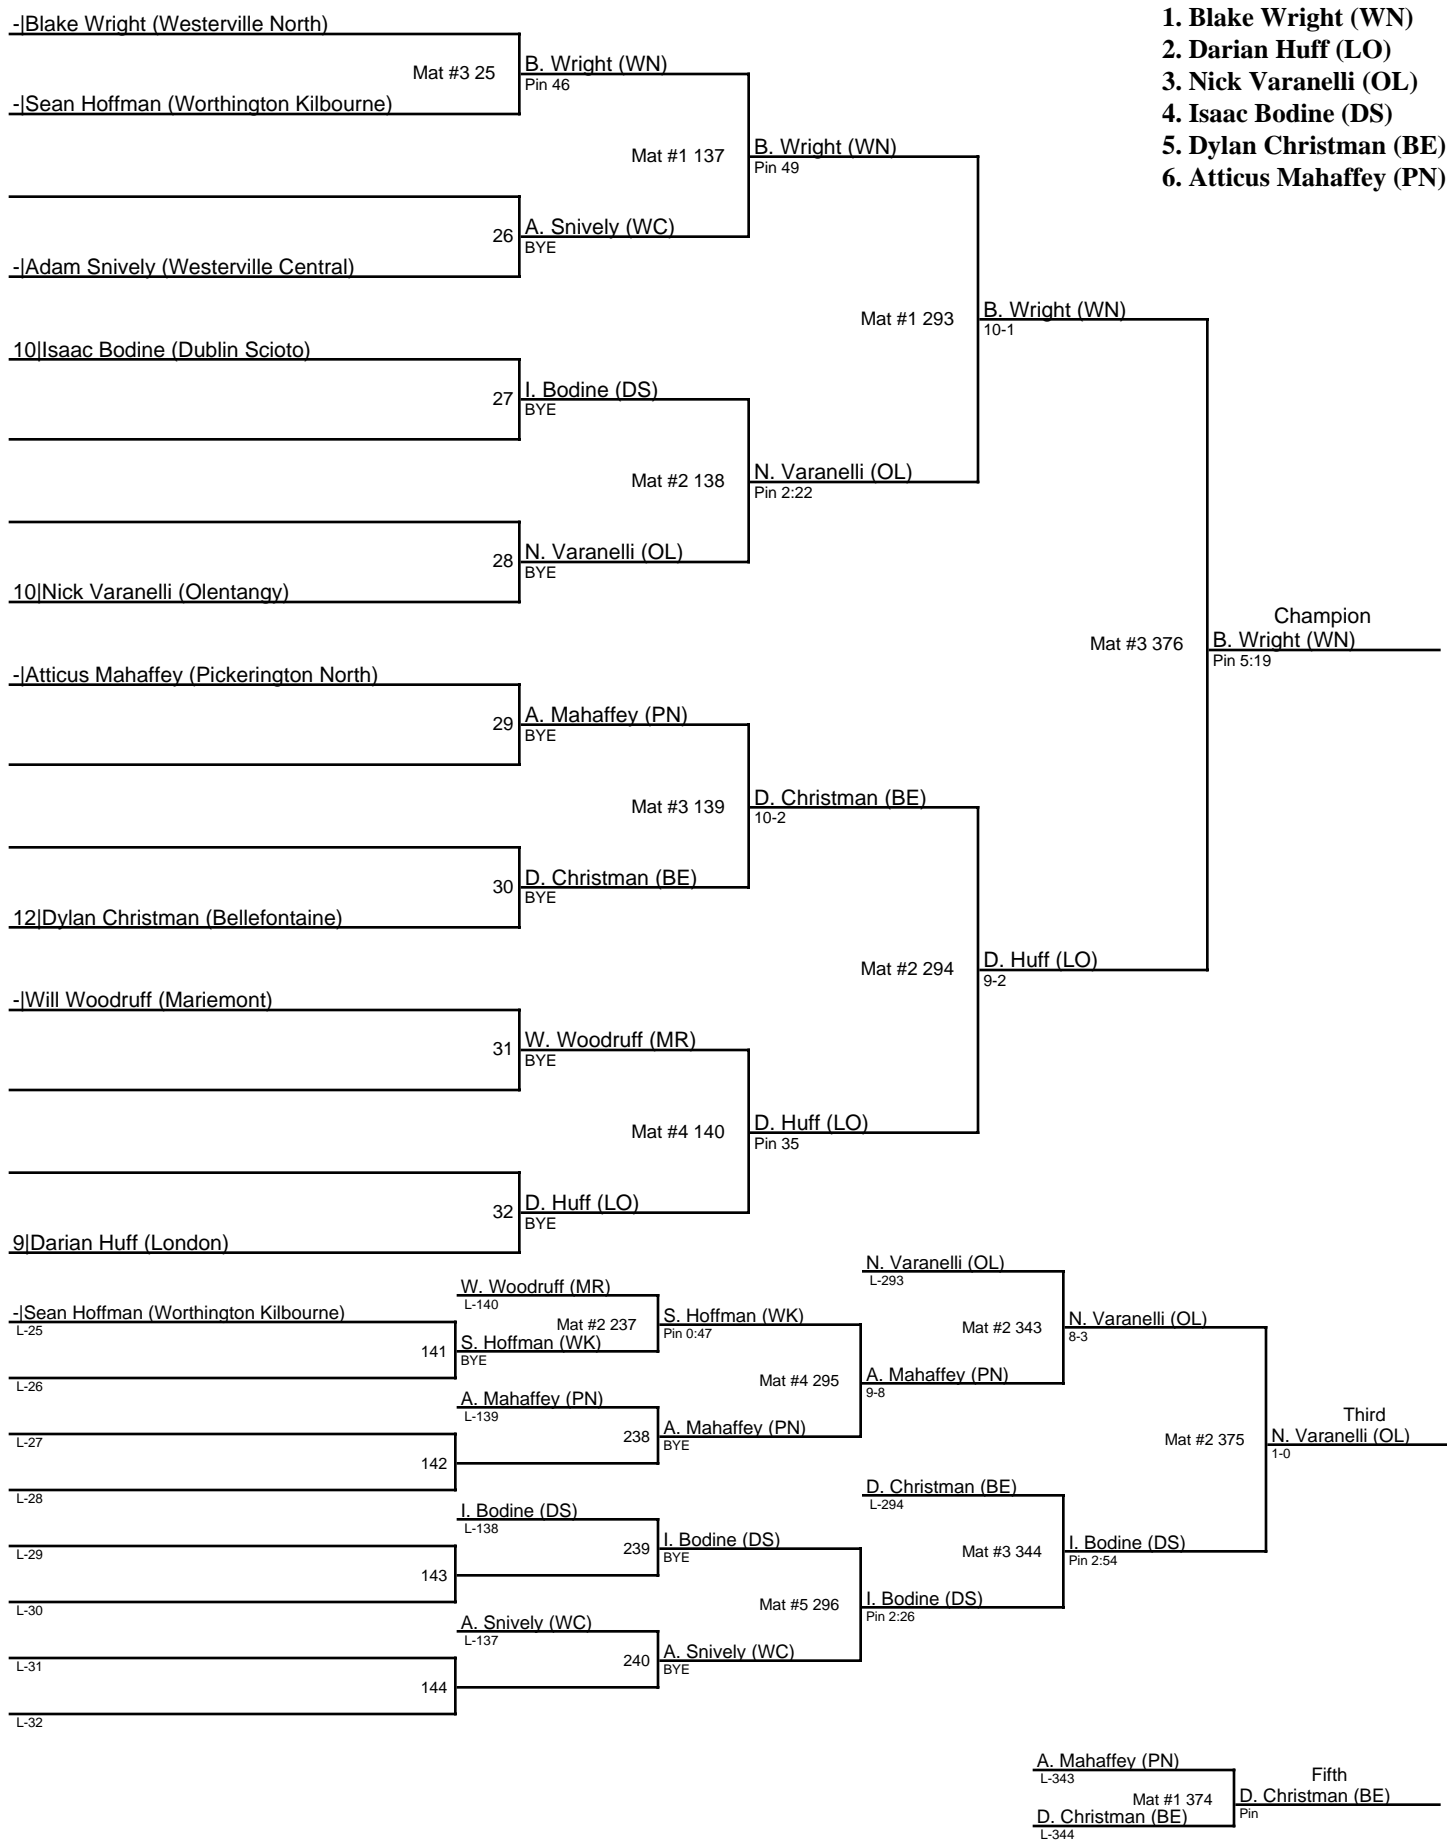 -|Blake Wright (Westerville North)
1. Blake Wright (WN)
2. Darian Huff (LO)
3. Nick Varanelli (OL)
4. Isaac Bodine (DS)
5. Dylan Christman (BE)
6. Atticus Mahaffey (PN)
Mat #3 25
B. Wright (WN)
Pin 46
-|Sean Hoffman (Worthington Kilbourne)
Mat #1 137
B. Wright (WN)
Pin 49
26
A. Snively (WC)
BYE
-|Adam Snively (Westerville Central)
Mat #1 293
B. Wright (WN)
10-1
10|Isaac Bodine (Dublin Scioto)
27
I. Bodine (DS)
BYE
Mat #2 138
N. Varanelli (OL)
Pin 2:22
28
N. Varanelli (OL)
BYE
10|Nick Varanelli (Olentangy)
Mat #3 376
Champion
B. Wright (WN)
Pin 5:19
-|Atticus Mahaffey (Pickerington North)
29
A. Mahaffey (PN)
BYE
Mat #3 139
D. Christman (BE)
10-2
30
D. Christman (BE)
BYE
12|Dylan Christman (Bellefontaine)
Mat #2 294
D. Huff (LO)
9-2
-|Will Woodruff (Mariemont)
31
W. Woodruff (MR)
BYE
Mat #4 140
D. Huff (LO)
Pin 35
32
D. Huff (LO)
BYE
9|Darian Huff (London)
-|Sean Hoffman (Worthington Kilbourne)
L-25
141
L-26
W. Woodruff (MR)
L-140
Mat #2 237
S. Hoffman (WK)
BYE
S. Hoffman (WK)
Pin 0:47
L-27
142
L-28
A. Mahaffey (PN)
L-139
238
A. Mahaffey (PN)
BYE
Mat #4 295
A. Mahaffey (PN)
9-8
N. Varanelli (OL)
L-293
Mat #2 343
N. Varanelli (OL)
8-3
L-29
143
L-30
I. Bodine (DS)
L-138
239
I. Bodine (DS)
BYE
L-31
144
L-32
A. Snively (WC)
L-137
240
A. Snively (WC)
BYE
Mat #5 296
I. Bodine (DS)
Pin 2:26
D. Christman (BE)
L-294
Mat #3 344
I. Bodine (DS)
Pin 2:54
Mat #2 375
Third
N. Varanelli (OL)
1-0
A. Mahaffey (PN)
L-343
Mat #1 374
D. Christman (BE)
L-344
Fifth
D. Christman (BE)
Pin